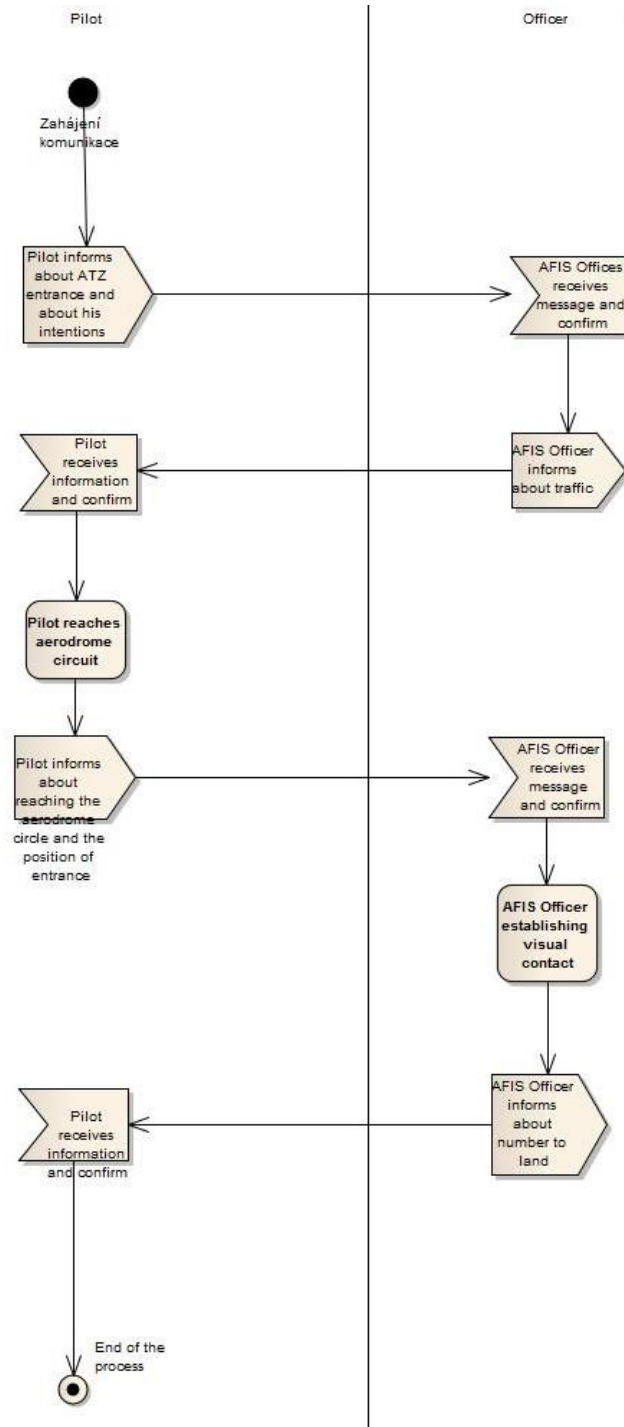 Pilot
Officer
Zahájení
komunikace
Pilot informs
about ATZ
entrance and
about his
intentions
AFIS Offices
receives
message and
confirm
AFIS Officer
informs
about traffic
Pilot
receives
information
and confirm
Pilot reaches
aerodrome
circuit
Pilot informs
about
reaching the
aerodrome
circle and the
position of
entrance
AFIS Officer
receives
message
and confirm
AFIS Officer
establishing
visual
contact
AFIS Officer
informs
about
number to
land
Pilot
receives
information
and confirm
End of the
process